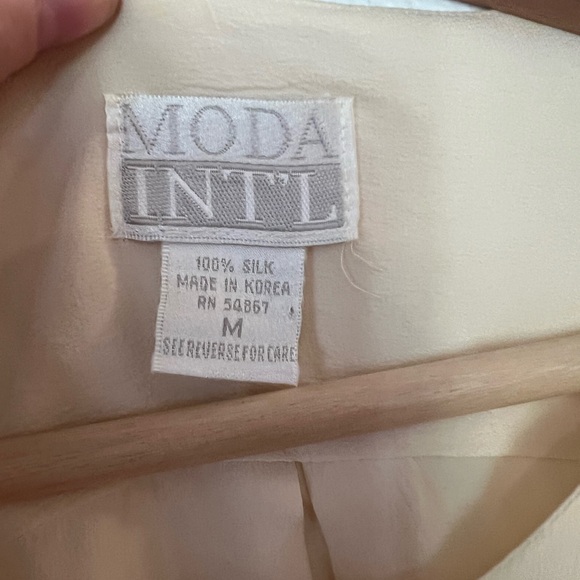 MODA
INT'L
100% SILK
MADE IN KOREA
RN 54867
M
SEE REVERSE FOR CARE